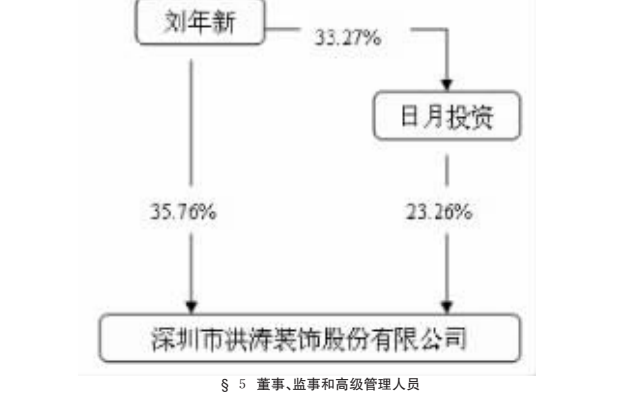 刘年新
33.27%
日月投资
35.76%
23.26%
深圳市洪涛装饰股份有限公司
§ 5 董事、监事和高级管理人员